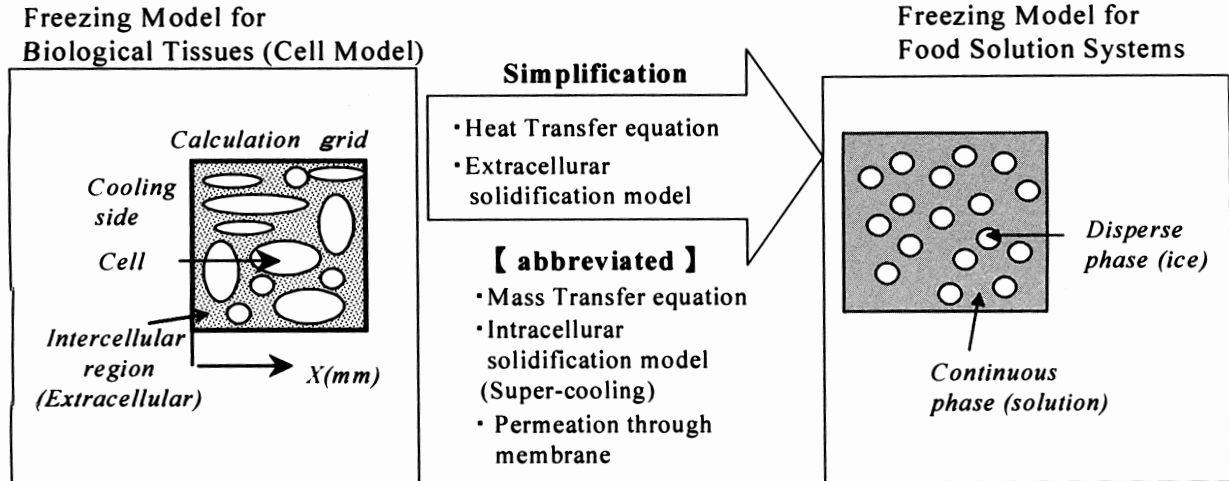 Freezing Model for
Biological Tissues (Cell Model)
Calculation grid
Cooling
side
Cell
Intercellular
region
(Extracellular)
X(mm)
Simplification
・Heat Transfer equation
・Extracellurar
solidification model
【 abbreviated 】
・Mass Transfer equation
・Intracellurar
solidification model
(Super-cooling)
・Permeation through
membrane
Freezing Model for
Food Solution Systems
Disperse
phase (ice)
Continuous
phase (solution)